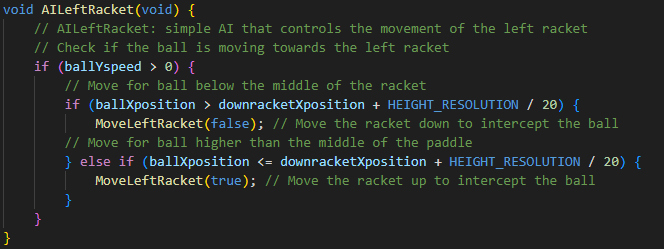 void AILeftRacket(void) {
    // AILeftRacket: simple AI that controls the movement of the left racket
    // Check if the ball is moving towards the left racket
    if (ballYspeed > 0) {
        // Move for ball below the middle of the racket
        if (ballXposition > downracketXposition + HEIGHT_RESOLUTION / 20) {
            MoveLeftRacket(false); // Move the racket down to intercept the ball
        // Move for ball higher than the middle of the paddle
        } else if (ballXposition <= downracketXposition + HEIGHT_RESOLUTION / 20) {
            MoveLeftRacket(true); // Move the racket up to intercept the ball
        }
    }
}